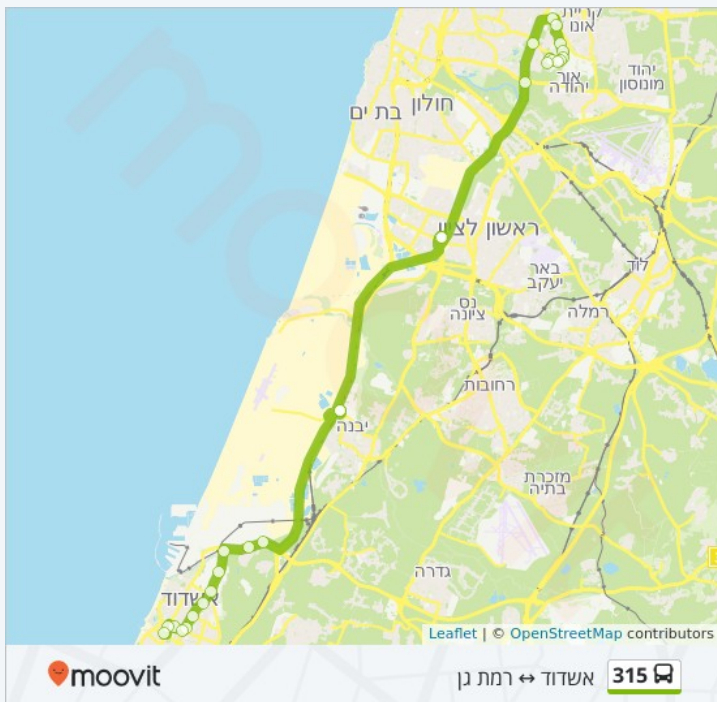 קריית
אונו
אור
יהודה
יהוד
מונוסון
חולון
בת ים
ראשון לציון
באר
יעקב
לוד
נס
ציונה
רמלה
רחובות
יבנה
מזכרת
בתיה
גדרה
אשדוד
Leaflet | © OpenStreetMap contributors
moovit
315 אשדוד ↔ רמת גן